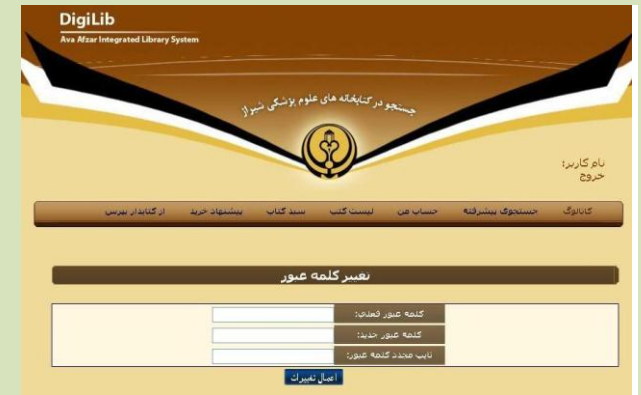 DigiLib
Ava Afzar Integrated Library System
جستجو در کتابخانه های علوم پزشکی شیراز
نام کاربر:
خروج
کاتالوگ جستجوی پیشرفته حساب من لیست کتب سبد کتاب پیشنهاد خرید از کتابدار بپرس
تغییر کلمه عبور
کلمه عبور فعلی:
کلمه عبور جدید:
تایپ مجدد کلمه عبور:
اعمال تغییرات